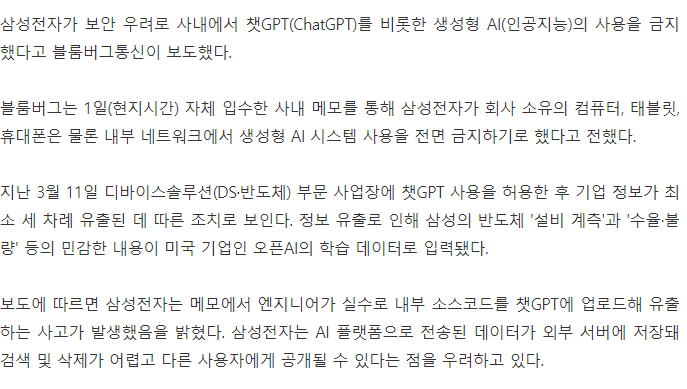 삼성전자가 보안 우려로 사내에서 챗GPT(ChatGPT)를 비롯한 생성형 AI(인공지능)의 사용을 금지
했다고 블룸버그통신이 보도했다.
블룸버그는 1일(현지시간) 자체 입수한 사내 메모를 통해 삼성전자가 회사 소유의 컴퓨터, 태블릿,
휴대폰은 물론 내부 네트워크에서 생성형 AI 시스템 사용을 전면 금지하기로 했다고 전했다.
지난 3월 11일 디바이스솔루션(DS·반도체) 부문 사업장에 챗GPT 사용을 허용한 후 기업 정보가 최
소 세 차례 유출된 데 따른 조치로 보인다. 정보 유출로 인해 삼성의 반도체 '설비 계측'과 '수율·불
량' 등의 민감한 내용이 미국 기업인 오픈AI의 학습 데이터로 입력됐다.
보도에 따르면 삼성전자는 메모에서 엔지니어가 실수로 내부 소스코드를 챗GPT에 업로드해 유출
하는 사고가 발생했음을 밝혔다. 삼성전자는 AI 플랫폼으로 전송된 데이터가 외부 서버에 저장돼
검색 및 삭제가 어렵고 다른 사용자에게 공개될 수 있다는 점을 우려하고 있다.